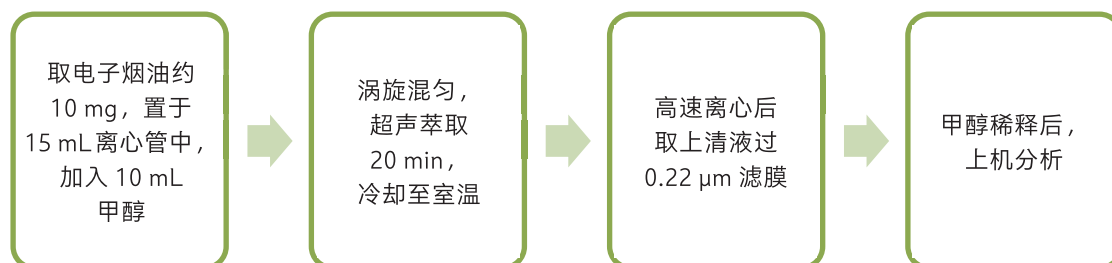 取电子烟油约
10 mg，置于
15 mL 离心管中，
加入 10 mL
甲醇
涡旋混匀，
超声萃取
20 min，
冷却至室温
高速离心后
取上清液过
0.22 μm 滤膜
甲醇稀释后，
上机分析